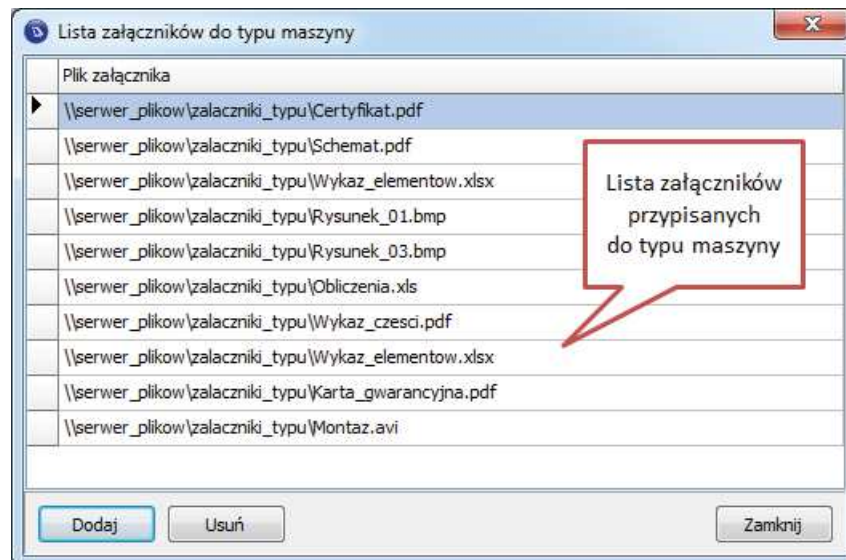 Lista załączników do typu maszyny
Plik załącznika
\\serwer_plikow\zalaczniki_typu\Certyfikat.pdf
\\serwer_plikow\zalaczniki_typu\Schemat.pdf
\\serwer_plikow\zalaczniki_typu\Wykaz_elementow.xlsx
\\serwer_plikow\zalaczniki_typu\Rysunek_01.bmp
\\serwer_plikow\zalaczniki_typu\Rysunek_03.bmp
\\serwer_plikow\zalaczniki_typu\Obliczenia.xls
\\serwer_plikow\zalaczniki_typu\Wykaz_czesci.pdf
\\serwer_plikow\zalaczniki_typu\Wykaz_elementow.xlsx
\\serwer_plikow\zalaczniki_typu\Karta_gwarancyjna.pdf
\\serwer_plikow\zalaczniki_typu\Montaz.avi
Lista załączników
przypisanych
do typu maszyny
Dodaj Usuń Zamknij